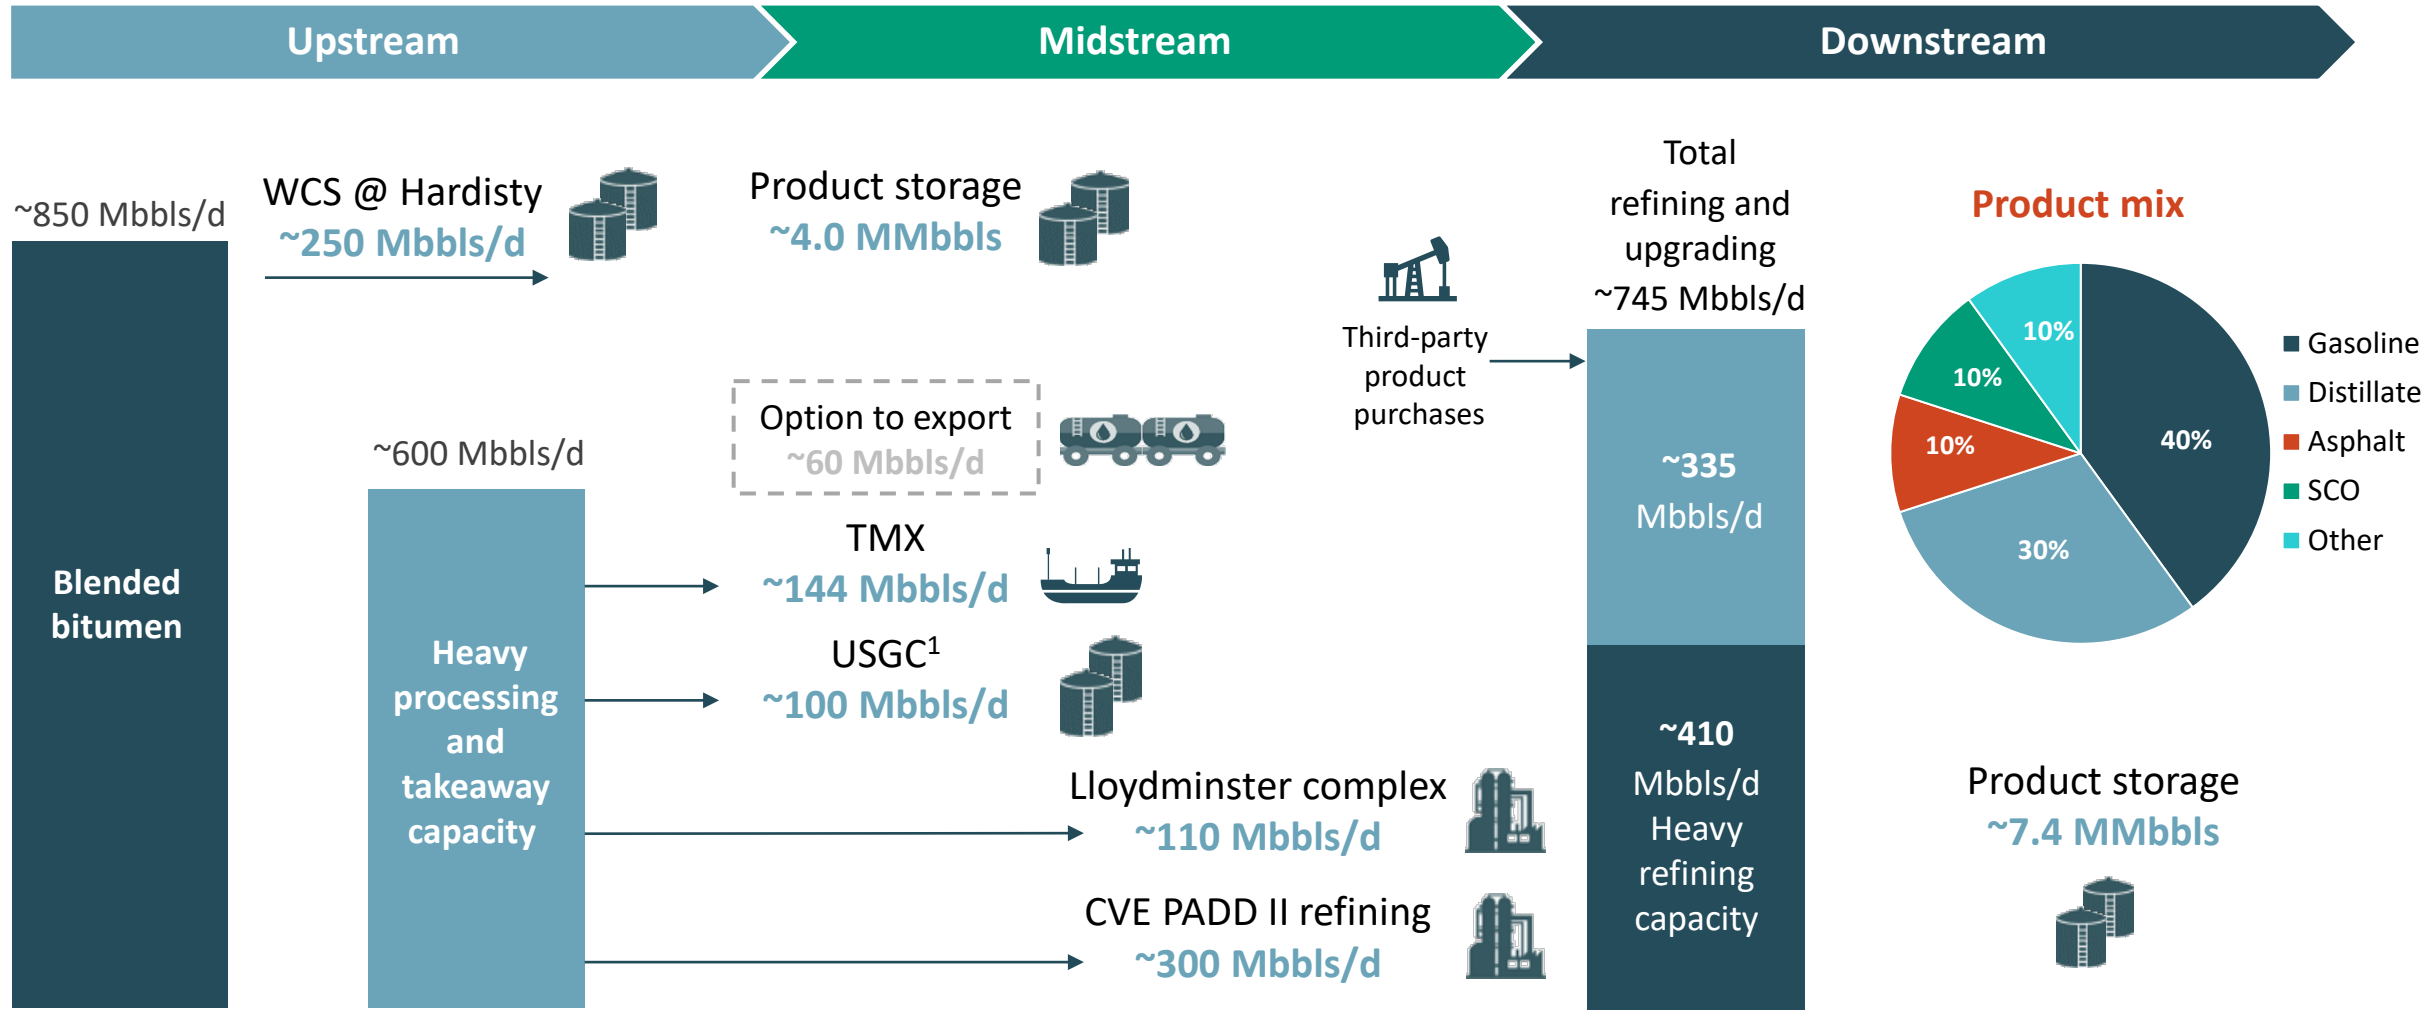 Upstream
Midstream
Downstream
~850 Mbbls/d
Blended
bitumen
WCS @ Hardisty
~250 Mbbls/d
~600 Mbbls/d
Heavy
processing
and
takeaway
capacity
Product storage
~4.0 MMbbls
Option to export
~60 Mbbls/d
TMX
~144 Mbbls/d
USGC¹
~100 Mbbls/d
Lloydminster complex
~110 Mbbls/d
CVE PADD II refining
~300 Mbbls/d
Third-party
product
purchases
Total
refining and
upgrading
~745 Mbbls/d
~335
Mbbls/d
~410
Mbbls/d
Heavy
refining
capacity
Product mix
40%
30%
10%
10%
10%
Gasoline
Distillate
Asphalt
SCO
Other
Product storage
~7.4 MMbbls